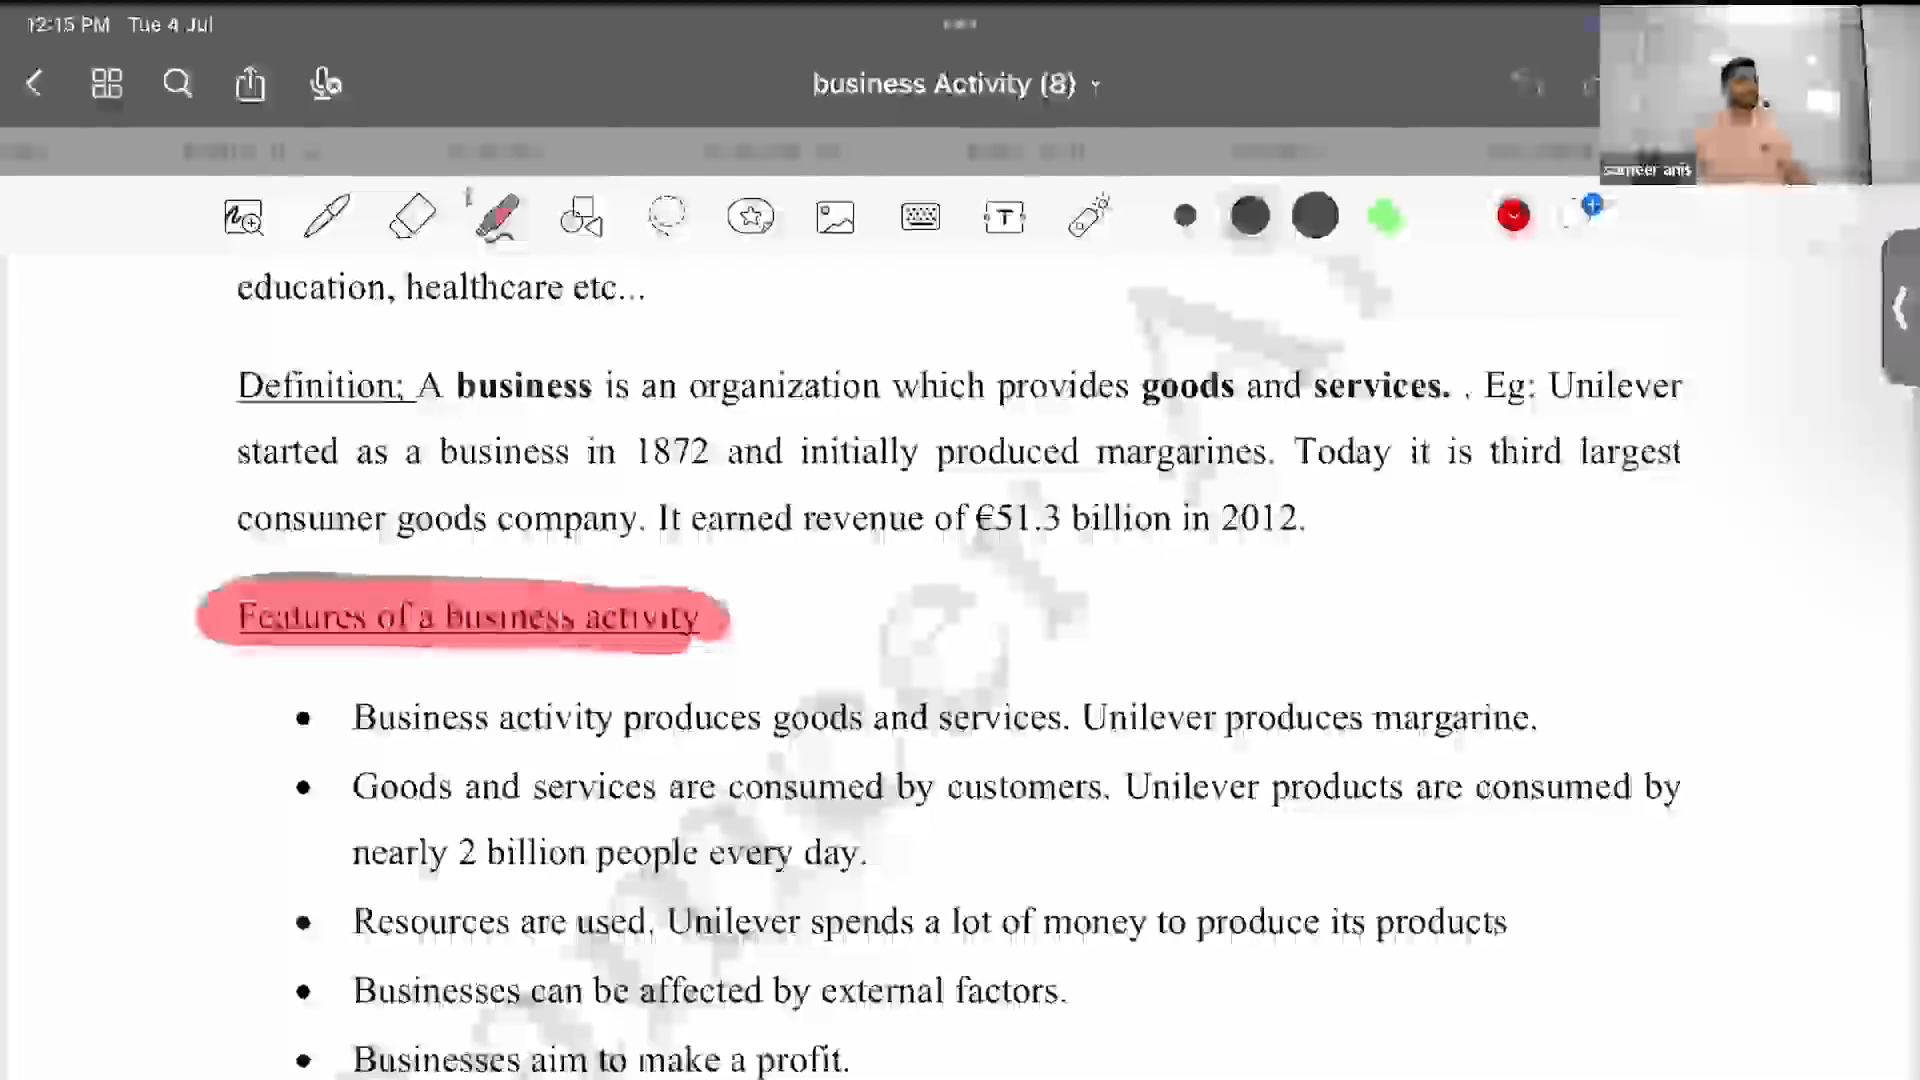 12:15 PM Tue 4 Jul
business Activity (8)
sameer anis
T
education, healthcare etc...
Definition; A business is an organization which provides goods and services. . Eg: Unilever
started as a business in 1872 and initially produced margarines. Today it is third largest
consumer goods company. It earned revenue of €51.3 billion in 2012.
Features of a business activity
• Business activity produces goods and services. Unilever produces margarine.
• Goods and services are consumed by customers. Unilever products are consumed by
nearly 2 billion people every day.
• Resources are used. Unilever spends a lot of money to produce its products
• Businesses can be affected by external factors.
• Businesses aim to make a profit.